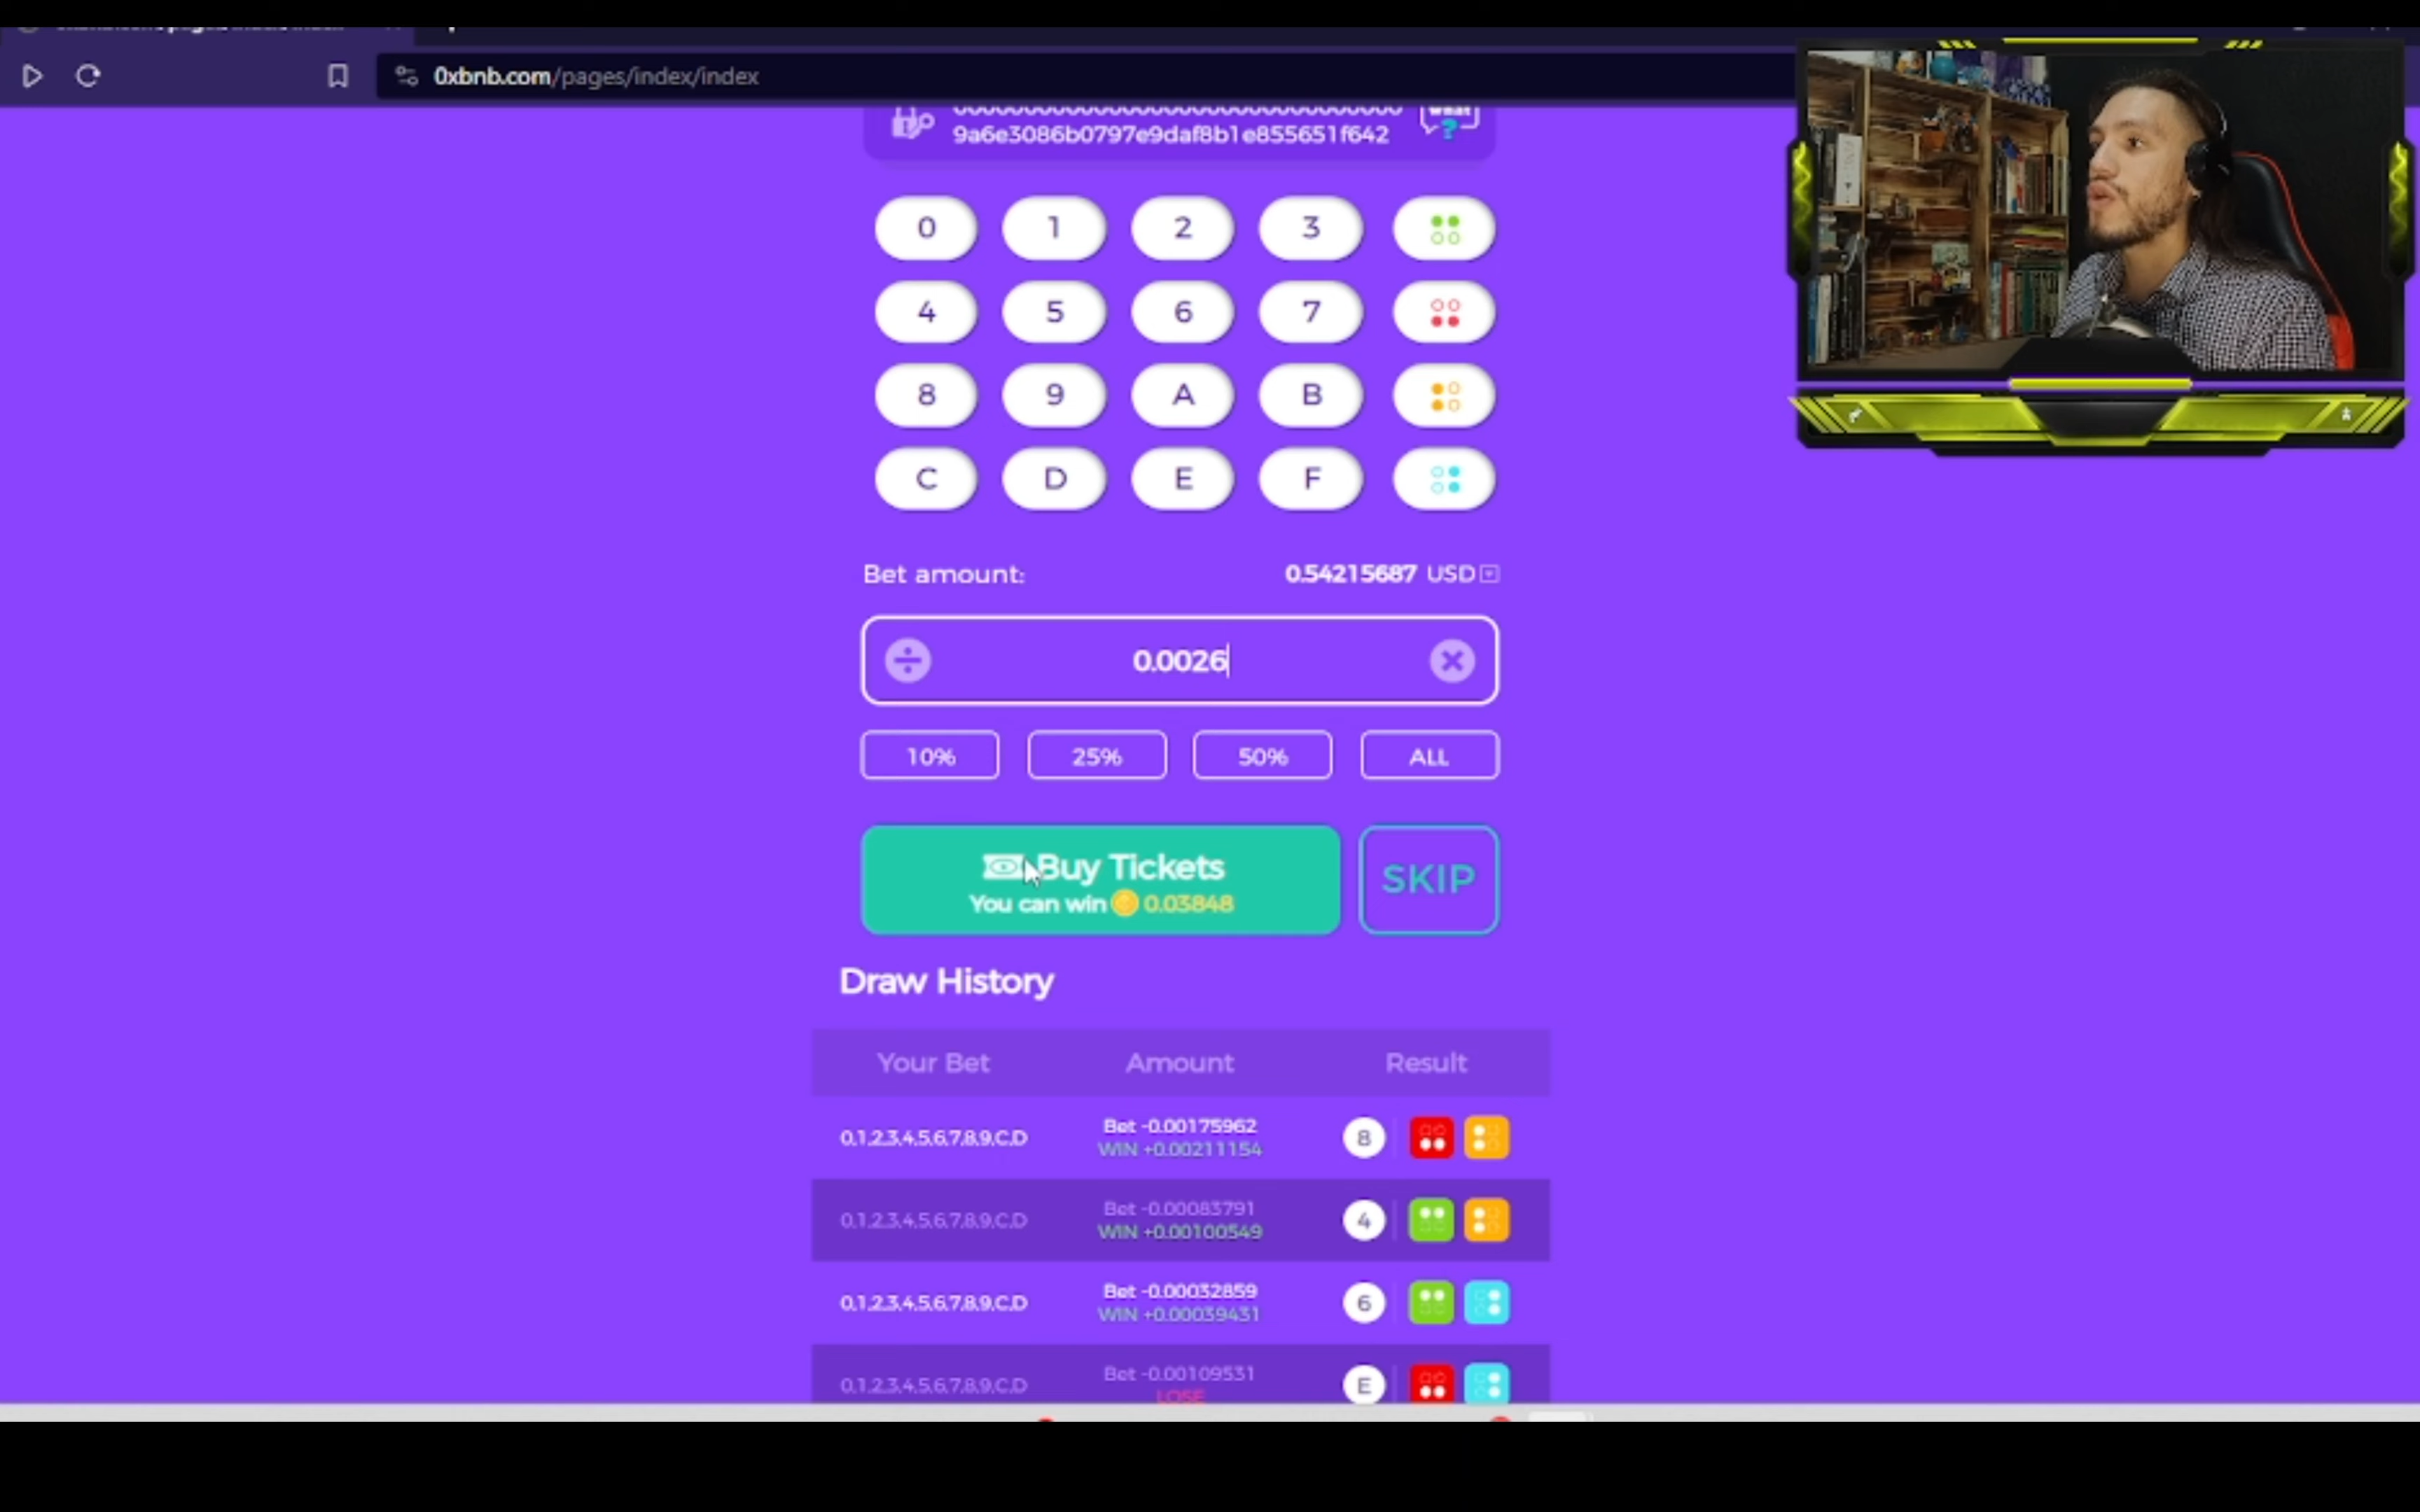 0xbnb.com/pages/index/index
9a6e3086b0797e9daf8b1e855651f642
what
?
0 1 2 3
4 5 6 7
8 9 A B
C D E F
Bet amount: 0.54215687 USD
0.0026
10% 25% 50% ALL
Buy Tickets
You can win 0.03848
SKIP
Draw History
Your Bet Amount Result
0,1,2,3,4,5,6,7,8,9,C,D Bet -0.00175962 8
WIN +0.00211154
0,1,2,3,4,5,6,7,8,9,C,D Bet -0.00083791 4
WIN +0.00100549
0,1,2,3,4,5,6,7,8,9,C,D Bet -0.00032859 6
WIN +0.00039431
0,1,2,3,4,5,6,7,8,9,C,D Bet -0.00109531 E
LOSE